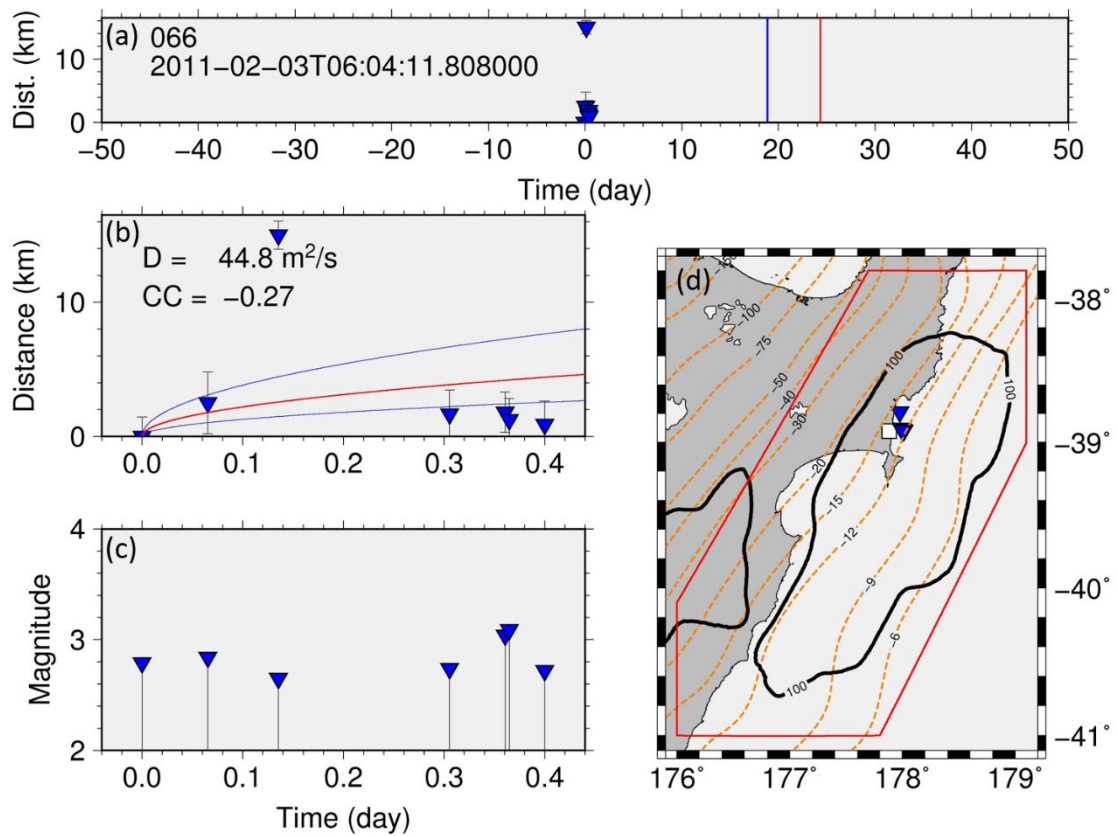 (a) 066
2011−02−03T06:04:11.808000
Dist. (km)
10
0
−50 −40 −30 −20 −10 0 10 20 30 40 50
Time (day)
(b)
D = 44.8 m²/s
CC = −0.27
Distance (km)
10
0
0.0 0.1 0.2 0.3 0.4
(c)
Magnitude
4
3
2
0.0 0.1 0.2 0.3 0.4
Time (day)
(d)
−100
−75
−50
−40
−30
−20
−15
−12
−9
−6
100
100
100
−38°
−39°
−40°
−41°
176° 177° 178° 179°